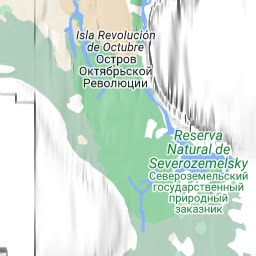 Isla Revolución
de Octubre
Остров
Октябрьской
Революции
Reserva
Natural de
Severozemelsky
Североземельский
государственный
природный
заказник